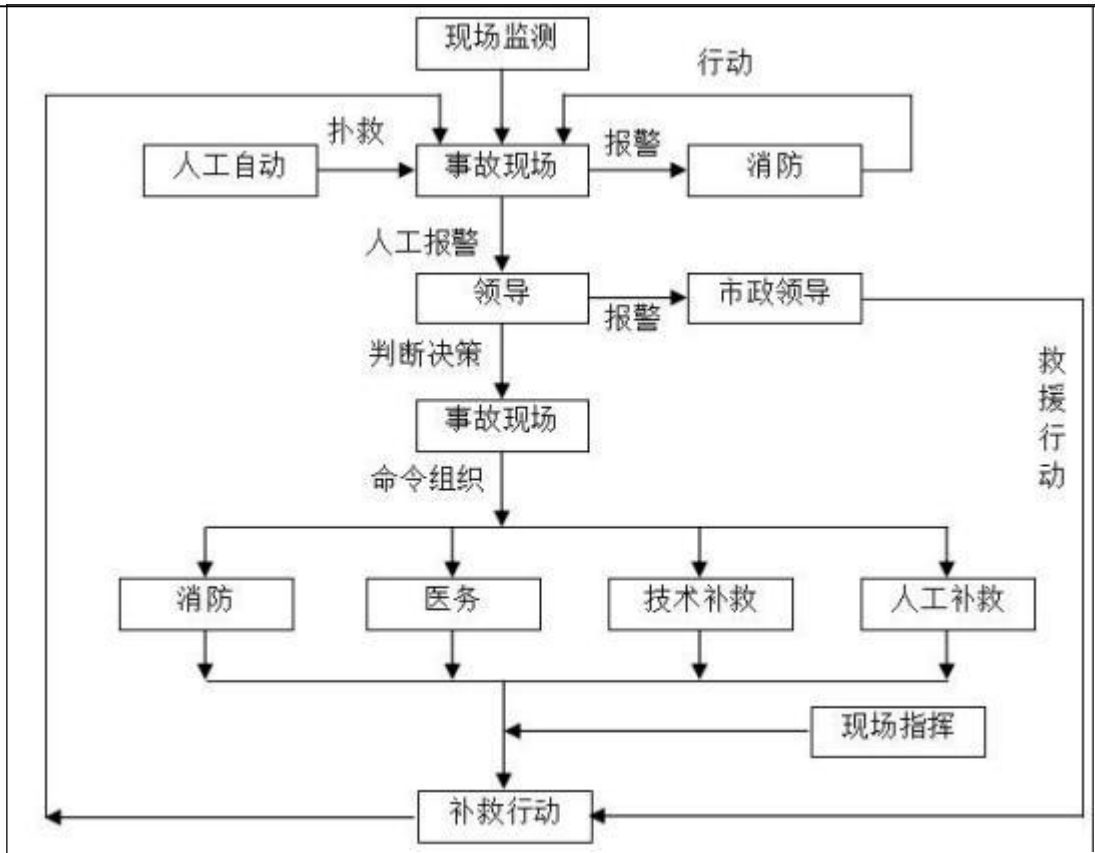 现场监测
行动
扑救
报警
人工自动
事故现场
消防
人工报警
领导
报警
市政领导
判断决策
救援行动
事故现场
命令组织
消防
医务
技术补救
人工补救
现场指挥
补救行动